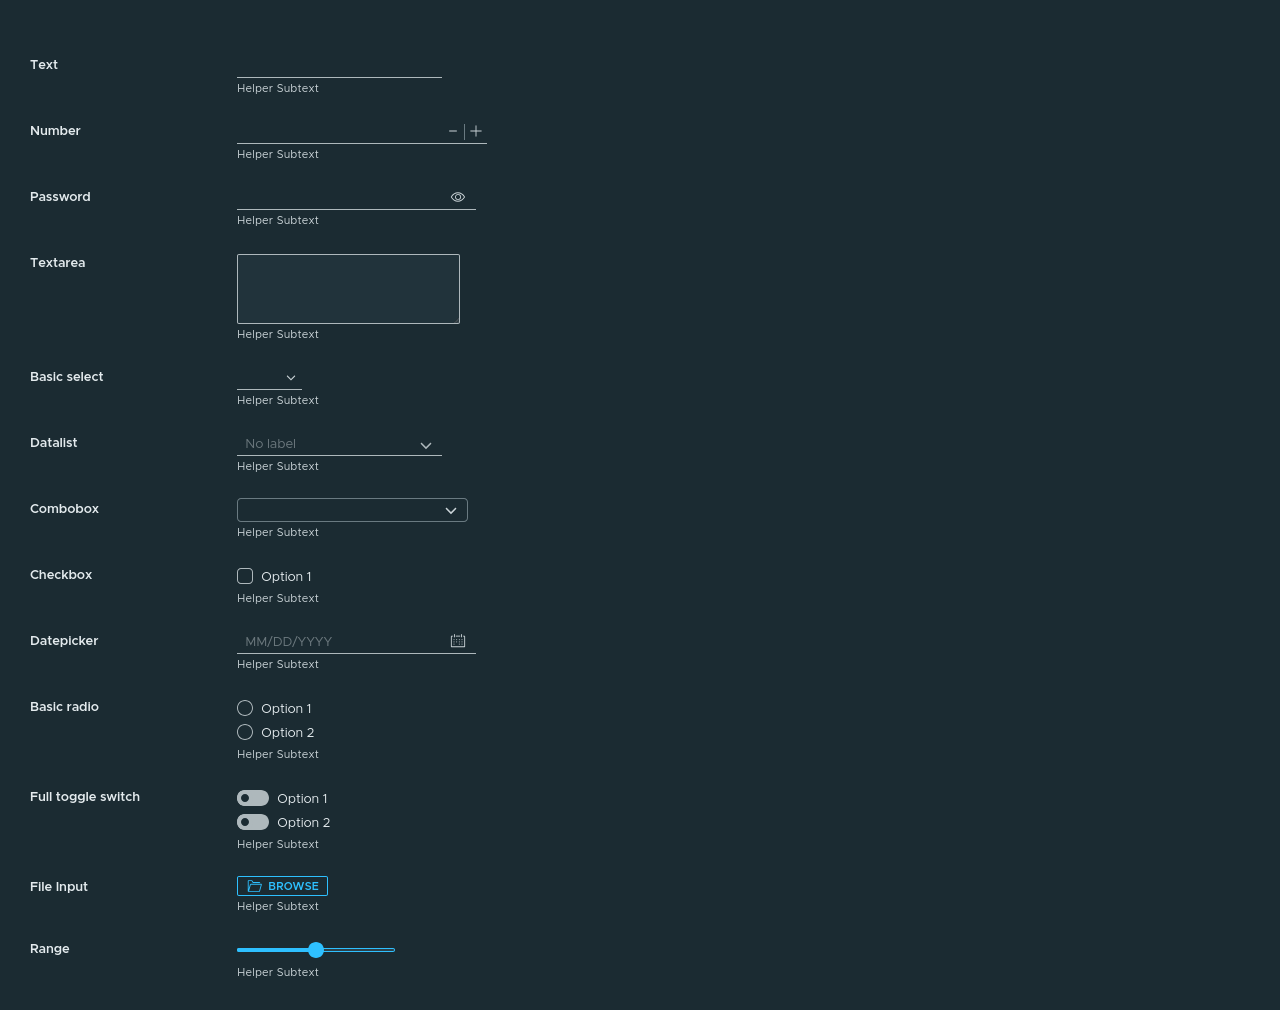 Text
Helper Subtext
Number
Helper Subtext
Password
Helper Subtext
Textarea
Helper Subtext
Basic select
Helper Subtext
Datalist
No label
Helper Subtext
Combobox
Helper Subtext
Checkbox
Option 1
Helper Subtext
Datepicker
MM/DD/YYYY
Helper Subtext
Basic radio
Option 1
Option 2
Helper Subtext
Full toggle switch
Option 1
Option 2
Helper Subtext
File Input
BROWSE
Helper Subtext
Range
Helper Subtext